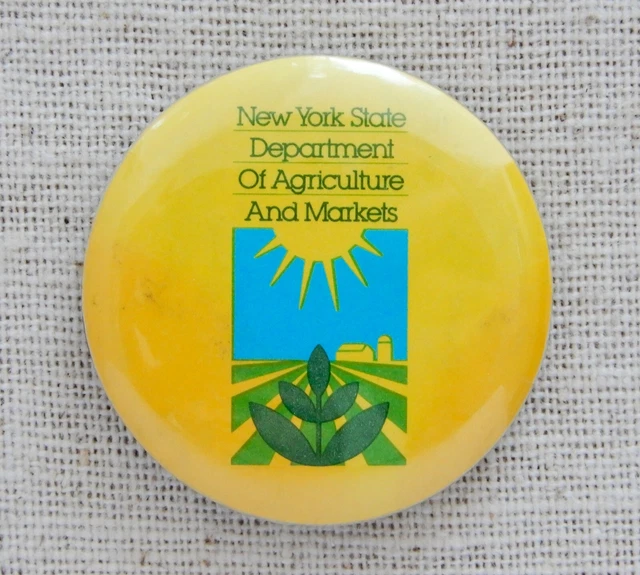 New York State
Department
Of Agriculture
And Markets